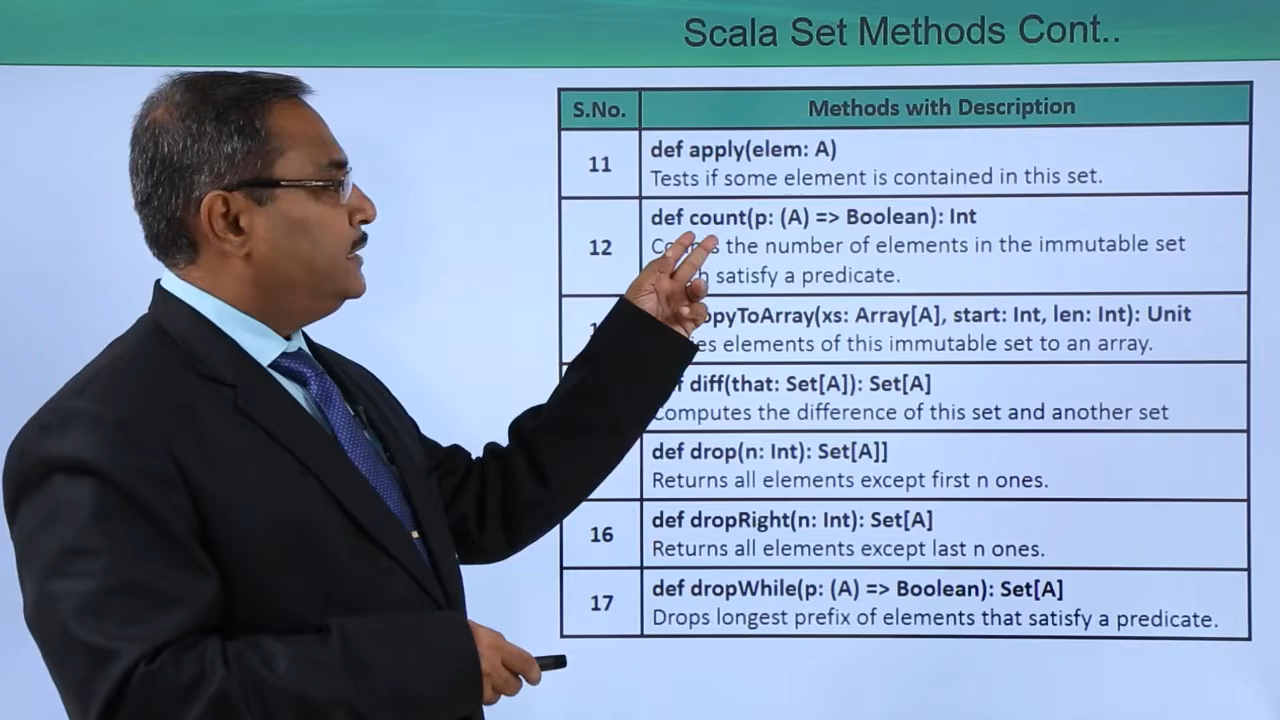 Scala Set Methods Cont..
S.No.
Methods with Description
11
def apply(elem: A)
Tests if some element is contained in this set.
12
def count(p: (A) => Boolean): Int
the number of elements in the immutable set
satisfy a predicate.
xs: Array[A], start: Int, len: Int): Unit
elements of this immutable set to an array.
diff(that: Set[A]): Set[A]
Computes the difference of this set and another set
def drop(n: Int): Set[A]]
Returns all elements except first n ones.
16
def dropRight(n: Int): Set[A]
Returns all elements except last n ones.
17
def dropWhile(p: (A) => Boolean): Set[A]
Drops longest prefix of elements that satisfy a predicate.